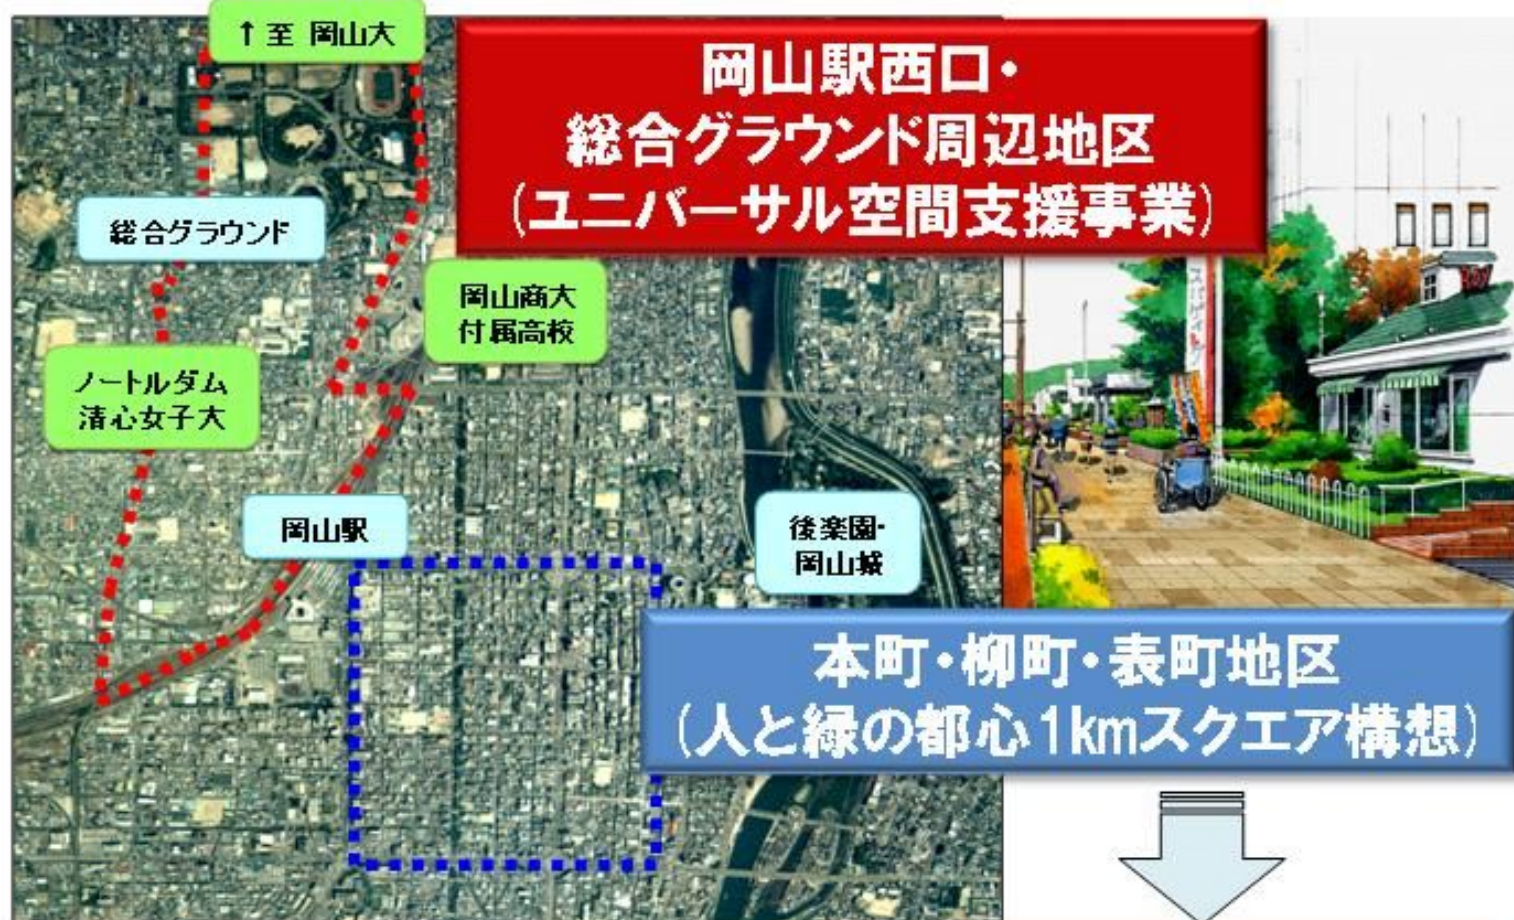 ↑至 岡山大
岡山駅西口・
総合グラウンド周辺地区
(ユニバーサル空間支援事業)
総合グラウンド
岡山商大
付属高校
ノートルダム
清心女子大
岡山駅
後楽園・
岡山城
本町・柳町・表町地区
(人と緑の都心1kmスクエア構想)